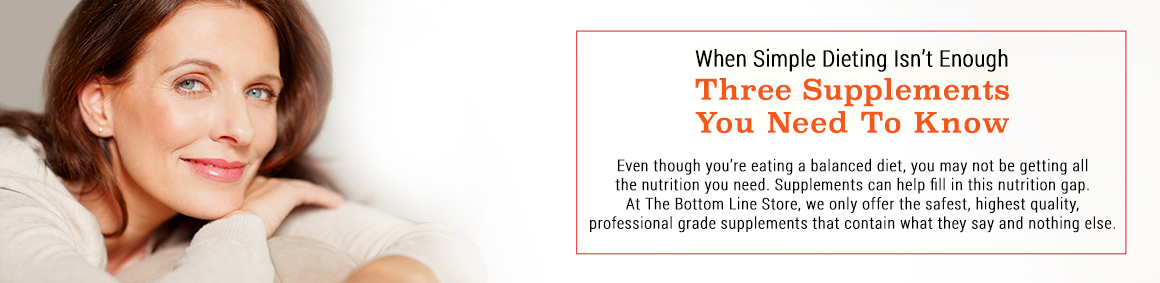 When Simple Dieting Isn’t Enough
Three Supplements
You Need To Know
Even though you’re eating a balanced diet, you may not be getting all
the nutrition you need. Supplements can help fill in this nutrition gap.
At The Bottom Line Store, we only offer the safest, highest quality,
professional grade supplements that contain what they say and nothing else.